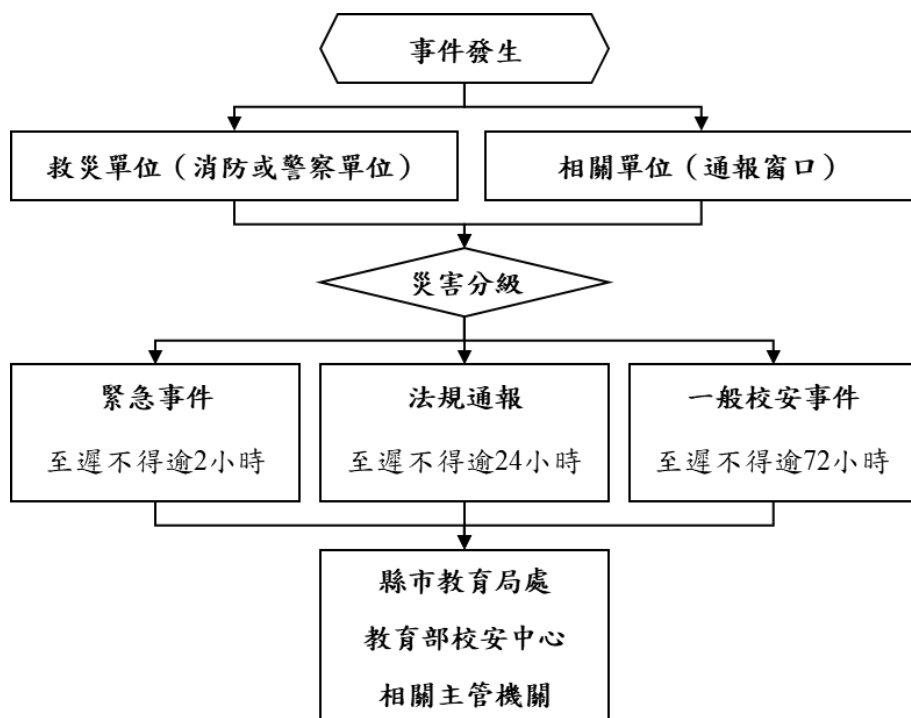 事件發生
救災單位（消防或警察單位）
相關單位（通報窗口）
災害分級
緊急事件
至遲不得逾2小時
法規通報
至遲不得逾24小時
一般校安事件
至遲不得逾72小時
縣市教育局處
教育部校安中心
相關主管機關